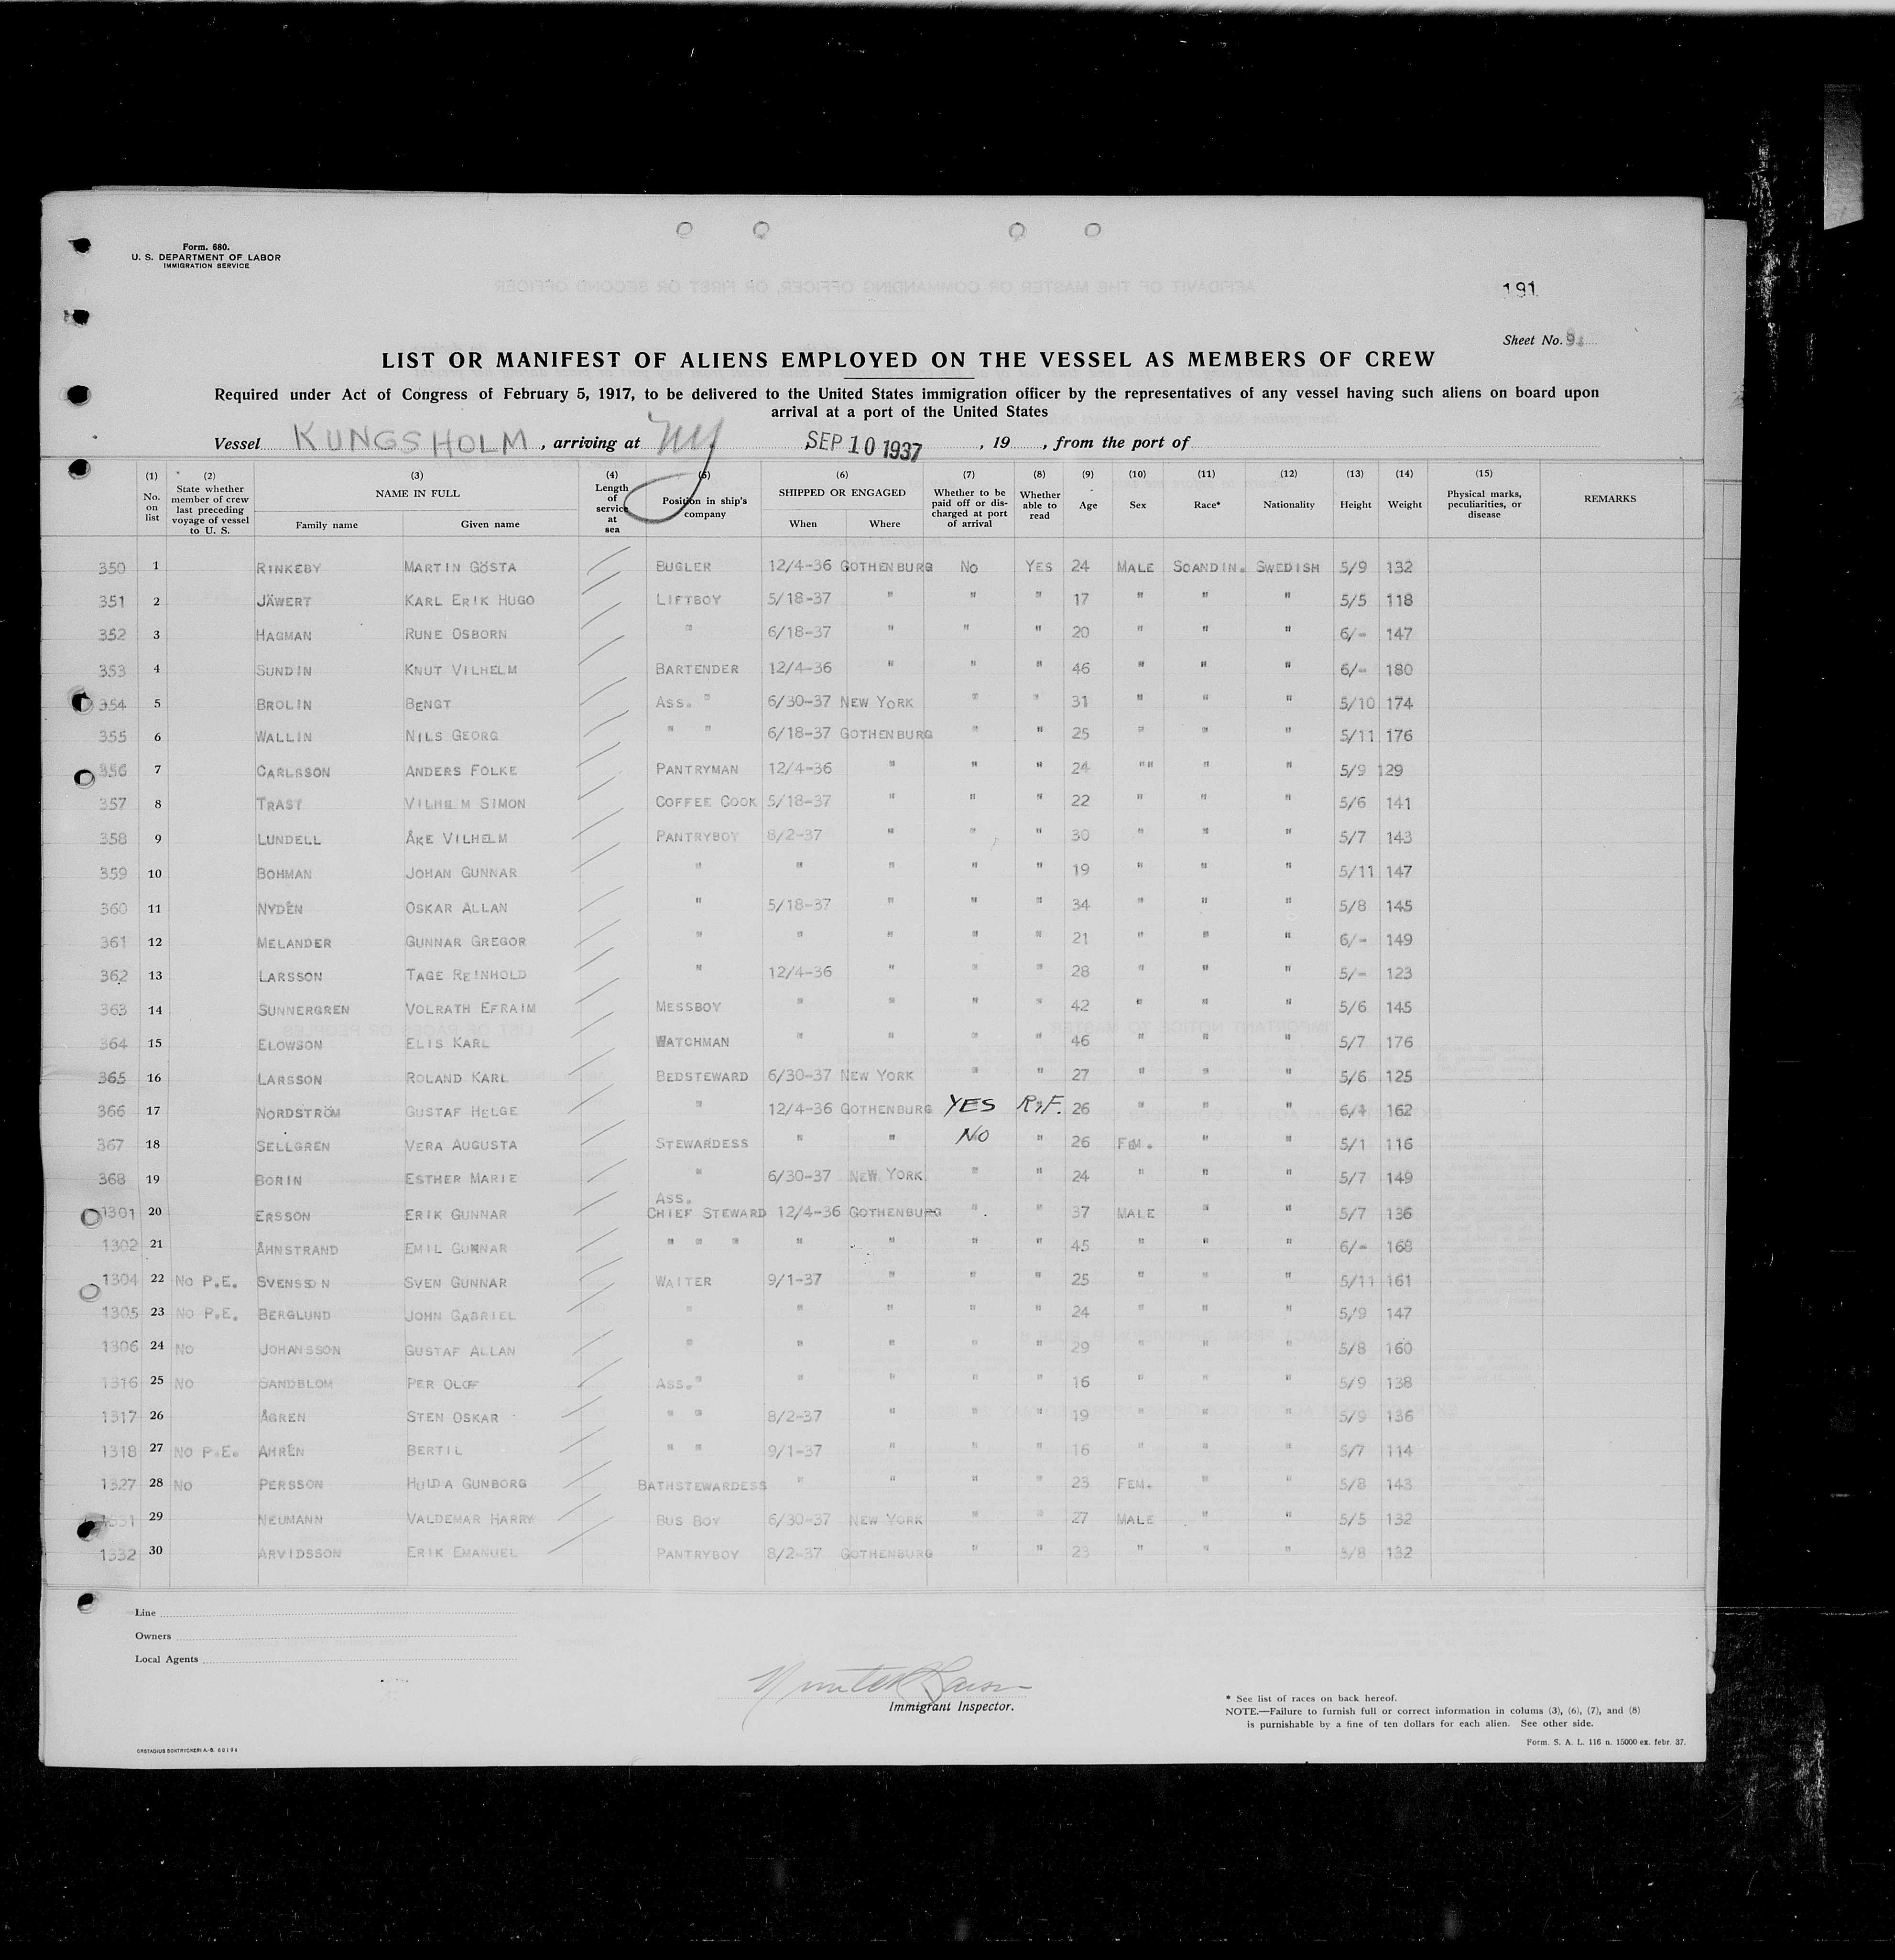 Form. 680.
U. S. DEPARTMENT OF LABOR
IMMIGRATION SERVICE
191
Sheet No.
LIST OR MANIFEST OF ALIENS EMPLOYED ON THE VESSEL AS MEMBERS OF CREW
Required under Act of Congress of February 5, 1917, to be delivered to the United States immigration officer by the representatives of any vessel having such aliens on board upon
arrival at a port of the United States
Vessel KUNGSHOLM, arriving at NY SEP 10 1937, 19 , from the port of
(1) No. on list (2) State whether member of crew last preceding voyage of vessel to U. S. (3) NAME IN FULL Family name Given name (4) Length of service at sea (5) Position in ship's company (6) SHIPPED OR ENGAGED When Where (7) Whether to be paid off or discharged at port of arrival (8) Whether able to read (9) Age (10) Sex (11) Race* (12) Nationality (13) Height (14) Weight (15) Physical marks, peculiarities, or disease REMARKS
350 1 RINKEBY MARTIN GÖSTA BUGLER 12/4-36 GOTHENBURG NO YES 24 MALE SCANDIN. SWEDISH 5/9 132
351 2 JÄWERT KARL ERIK HUGO LIFTBOY 5/18-37 " " " 17 " " " 5/5 118
352 3 HAGMAN RUNE OSBORN " 6/18-37 " " " 20 " " " 6/- 147
353 4 SUNDIN KNUT VILHELM BARTENDER 12/4-36 " " " 46 " " " 6/- 180
354 5 BROLIN BENGT ASS. " 6/30-37 NEW YORK " " 31 " " " 5/10 174
355 6 WALLIN NILS GEORG " " 6/18-37 GOTHENBURG " " 25 " " " 5/11 176
356 7 CARLSSON ANDERS FOLKE PANTRYMAN 12/4-36 " " " 24 "" " " 5/9 129
357 8 TRAST VILHELM SIMON COFFEE COOK 5/18-37 " " " 22 " " " 5/6 141
358 9 LUNDELL ÅKE VILHELM PANTRYBOY 8/2-37 " " " 30 " " " 5/7 143
359 10 BOHMAN JOHAN GUNNAR " " " " " 19 " " " 5/11 147
360 11 NYDÉN OSKAR ALLAN " 5/18-37 " " " 34 " " " 5/8 145
361 12 MELANDER GUNNAR GREGOR " " " " " 21 " " " 6/- 149
362 13 LARSSON TAGE REINHOLD " 12/4-36 " " " 28 " " " 5/- 123
363 14 SUNNERGREN VOLRATH EFRAIM MESSBOY " " " " 42 " " " 5/6 145
364 15 ELOWSON ELIS KARL WATCHMAN " " " " 46 " " " 5/7 176
365 16 LARSSON ROLAND KARL BEDSTEWARD 6/30-37 NEW YORK " " 27 " " " 5/6 125
366 17 NORDSTRÖM GUSTAF HELGE " 12/4-36 GOTHENBURG YES R.F. 26 " " " 6/1 162
367 18 SELLGREN VERA AUGUSTA STEWARDESS " " NO " 26 FEM. " " 5/1 116
368 19 BORIN ESTHER MARIE " 6/30-37 NEW YORK " " 24 " " " 5/7 149
1301 20 ERSSON ERIK GUNNAR ASS. CHIEF STEWARD 12/4-36 GOTHENBURG " " 37 MALE " " 5/7 136
1302 21 ÅHNSTRAND EMIL GUNNAR " " " " " " " 45 " " " 6/- 168
1304 22 NO P.E. SVENSSON SVEN GUNNAR WAITER 9/1-37 " " " 25 " " " 5/11 161
1305 23 NO P.E. BERGLUND JOHN GABRIEL " " " " " 24 " " " 5/9 147
1306 24 NO JOHANSSON GUSTAF ALLAN " " " " " 29 " " " 5/8 160
1316 25 NO SANDBLOM PER OLOF ASS. " " " " " 16 " " " 5/9 138
1317 26 ÅGREN STEN OSKAR " " 8/2-37 " " " 19 " " " 5/9 136
1318 27 NO P.E. AHRÉN BERTIL " " 9/1-37 " " " 16 " " " 5/7 114
1327 28 NO PERSSON HULDA GUNBORG BATHSTEWARDESS " " " " 23 FEM. " " 5/8 143
1331 29 NEUMANN VALDEMAR HARRY BUS BOY 6/30-37 NEW YORK " " 27 MALE " " 5/5 132
1332 30 ARVIDSSON ERIK EMANUEL PANTRYBOY 8/2-37 GOTHENBURG " " 23 " " " 5/8 132
Line
Owners
Local Agents
Immigrant Inspector.
* See list of races on back hereof.
NOTE.—Failure to furnish full or correct information in colums (3), (6), (7), and (8)
is punishable by a fine of ten dollars for each alien. See other side.
ORSTADIUS BOKTRYCKERI A.-B. 60194
Form. S. A. L. 116 n. 15000 ex. febr. 37.